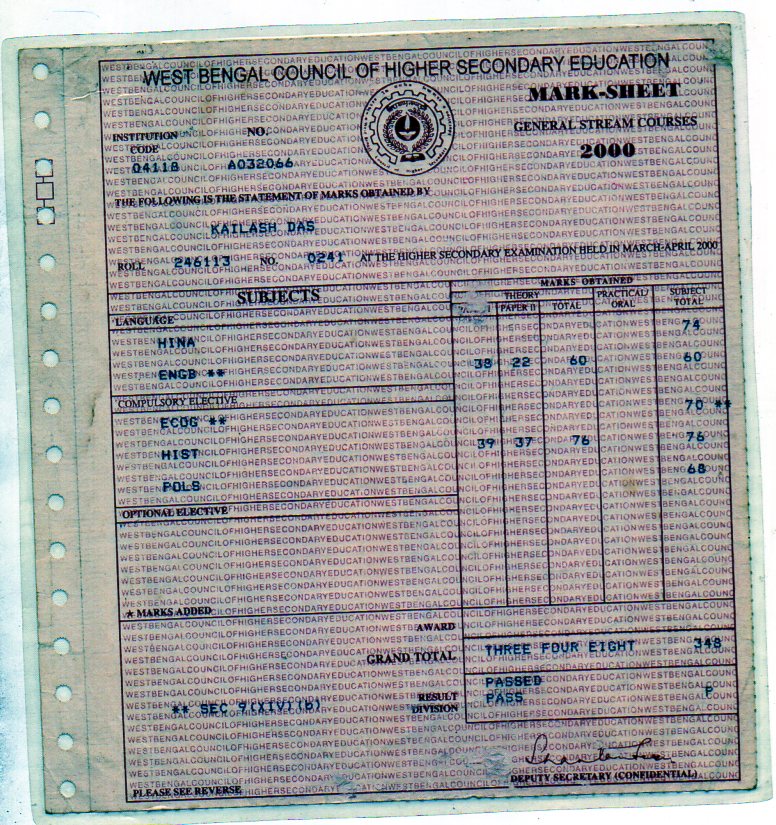 WEST BENGAL COUNCIL OF HIGHER SECONDARY EDUCATION
MARK-SHEET
INSTITUTION NO. GENERAL STREAM COURSES
CODE
04118 A032066 2000
THE FOLLOWING IS THE STATEMENT OF MARKS OBTAINED BY
KAILASH DAS
ROLL 246113 NO. 0241 AT THE HIGHER SECONDARY EXAMINATION HELD IN MARCH-APRIL 2000
SUBJECTS MARKS OBTAINED
THEORY PRACTICAL/ORAL SUBJECT TOTAL
PAPER II TOTAL
LANGUAGE
HINA 74
ENGB ** 38 22 60 60
COMPULSORY ELECTIVE
ECOG ** 70 **
HIST 39 37 76 76
POLS 68
OPTIONAL ELECTIVE
* MARKS ADDED
AWARD
GRAND TOTAL THREE FOUR EIGHT 348
RESULT PASSED
** SEC 9(XIV)(b) DIVISION PASS P
DEPUTY SECRETARY (CONFIDENTIAL)
PLEASE SEE REVERSE